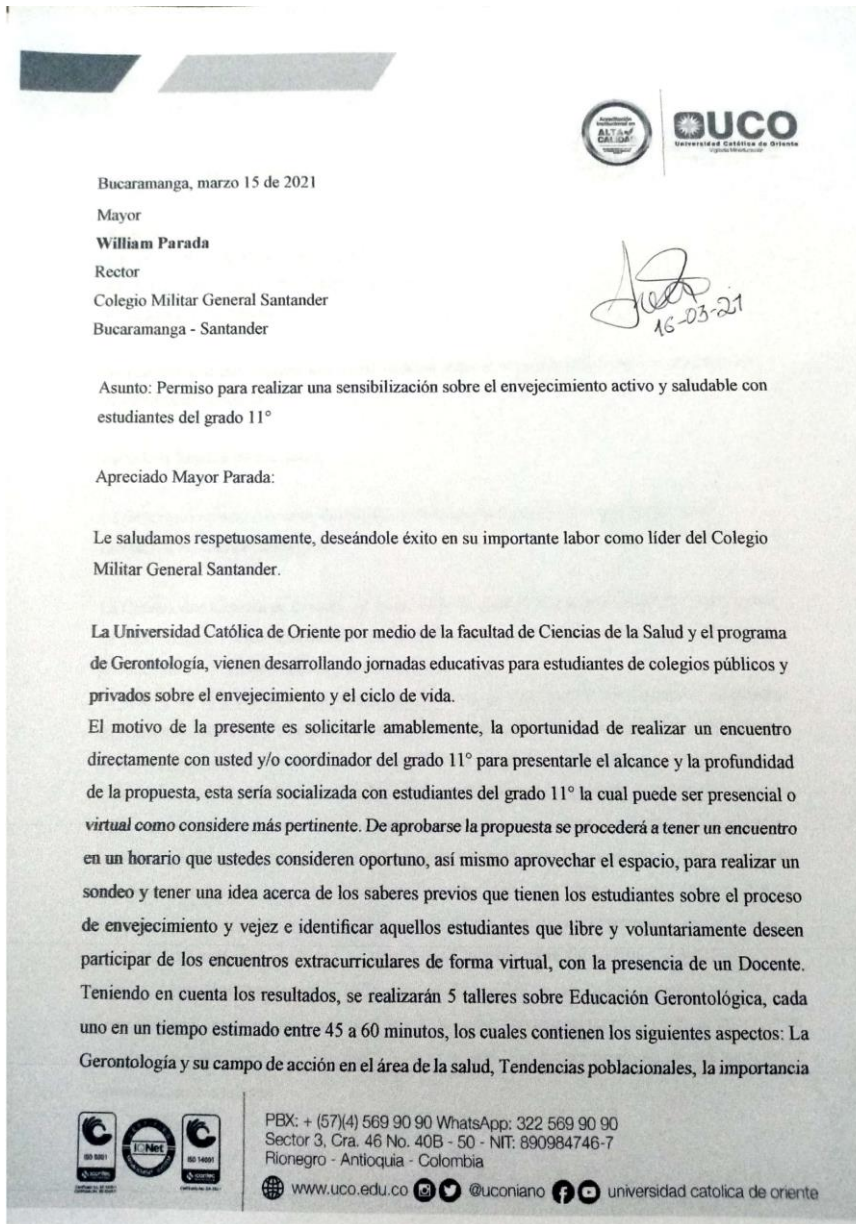 Acreditación
Institucional en
ALTA
CALIDAD
UCO
Universidad Católica de Oriente
Vigilada Mineducación
Bucaramanga, marzo 15 de 2021
Mayor
William Parada
Rector
Colegio Militar General Santander
Bucaramanga - Santander
16-03-21
Asunto: Permiso para realizar una sensibilización sobre el envejecimiento activo y saludable con
estudiantes del grado 11°
Apreciado Mayor Parada:
Le saludamos respetuosamente, deseándole éxito en su importante labor como líder del Colegio
Militar General Santander.
La Universidad Católica de Oriente por medio de la facultad de Ciencias de la Salud y el programa
de Gerontología, vienen desarrollando jornadas educativas para estudiantes de colegios públicos y
privados sobre el envejecimiento y el ciclo de vida.
El motivo de la presente es solicitarle amablemente, la oportunidad de realizar un encuentro
directamente con usted y/o coordinador del grado 11° para presentarle el alcance y la profundidad
de la propuesta, esta sería socializada con estudiantes del grado 11° la cual puede ser presencial o
virtual como considere más pertinente. De aprobarse la propuesta se procederá a tener un encuentro
en un horario que ustedes consideren oportuno, así mismo aprovechar el espacio, para realizar un
sondeo y tener una idea acerca de los saberes previos que tienen los estudiantes sobre el proceso
de envejecimiento y vejez e identificar aquellos estudiantes que libre y voluntariamente deseen
participar de los encuentros extracurriculares de forma virtual, con la presencia de un Docente.
Teniendo en cuenta los resultados, se realizarán 5 talleres sobre Educación Gerontológica, cada
uno en un tiempo estimado entre 45 a 60 minutos, los cuales contienen los siguientes aspectos: La
Gerontología y su campo de acción en el área de la salud, Tendencias poblacionales, la importancia
ISO 9001
IQNet
ISO 14001
icontec
icontec
PBX: + (57)(4) 569 90 90 WhatsApp: 322 569 90 90
Sector 3, Cra. 46 No. 40B - 50 - NIT: 890984746-7
Rionegro - Antioquia - Colombia
www.uco.edu.co @uconiano universidad catolica de oriente